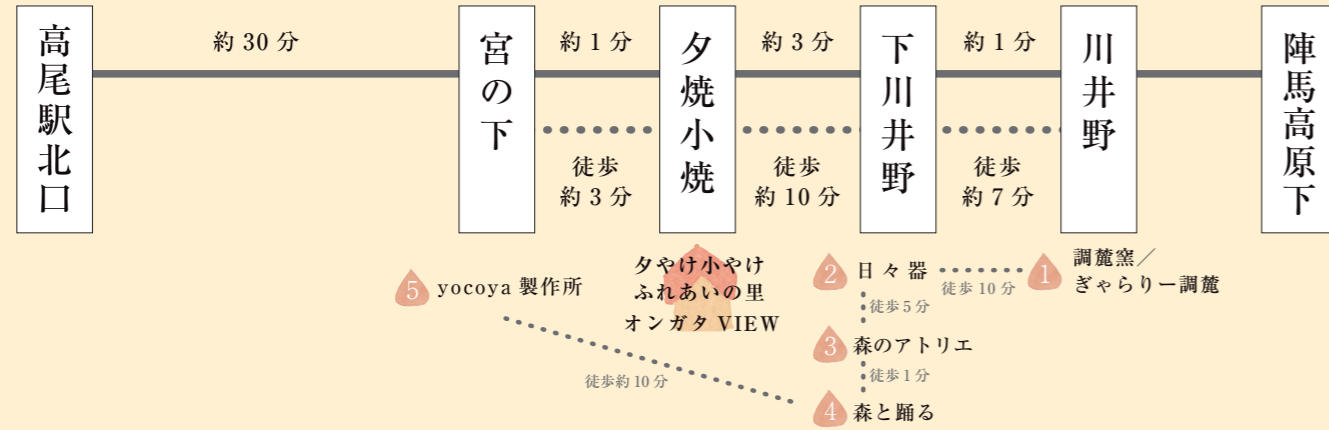 高尾駅北口
約 30 分
宮の下
約 1 分
夕焼小焼
約 3 分
下川井野
約 1 分
川井野
陣馬高原下
徒歩
約 3 分
徒歩
約 10 分
徒歩
約 7 分
5 yocoya 製作所
夕やけ小やけ
ふれあいの里
オンガタ VIEW
2 日々器
徒歩 10 分
1 調麓窯／
ぎゃらりー調麓
徒歩 5 分
3 森のアトリエ
徒歩 1 分
徒歩約 10 分
4 森と踊る